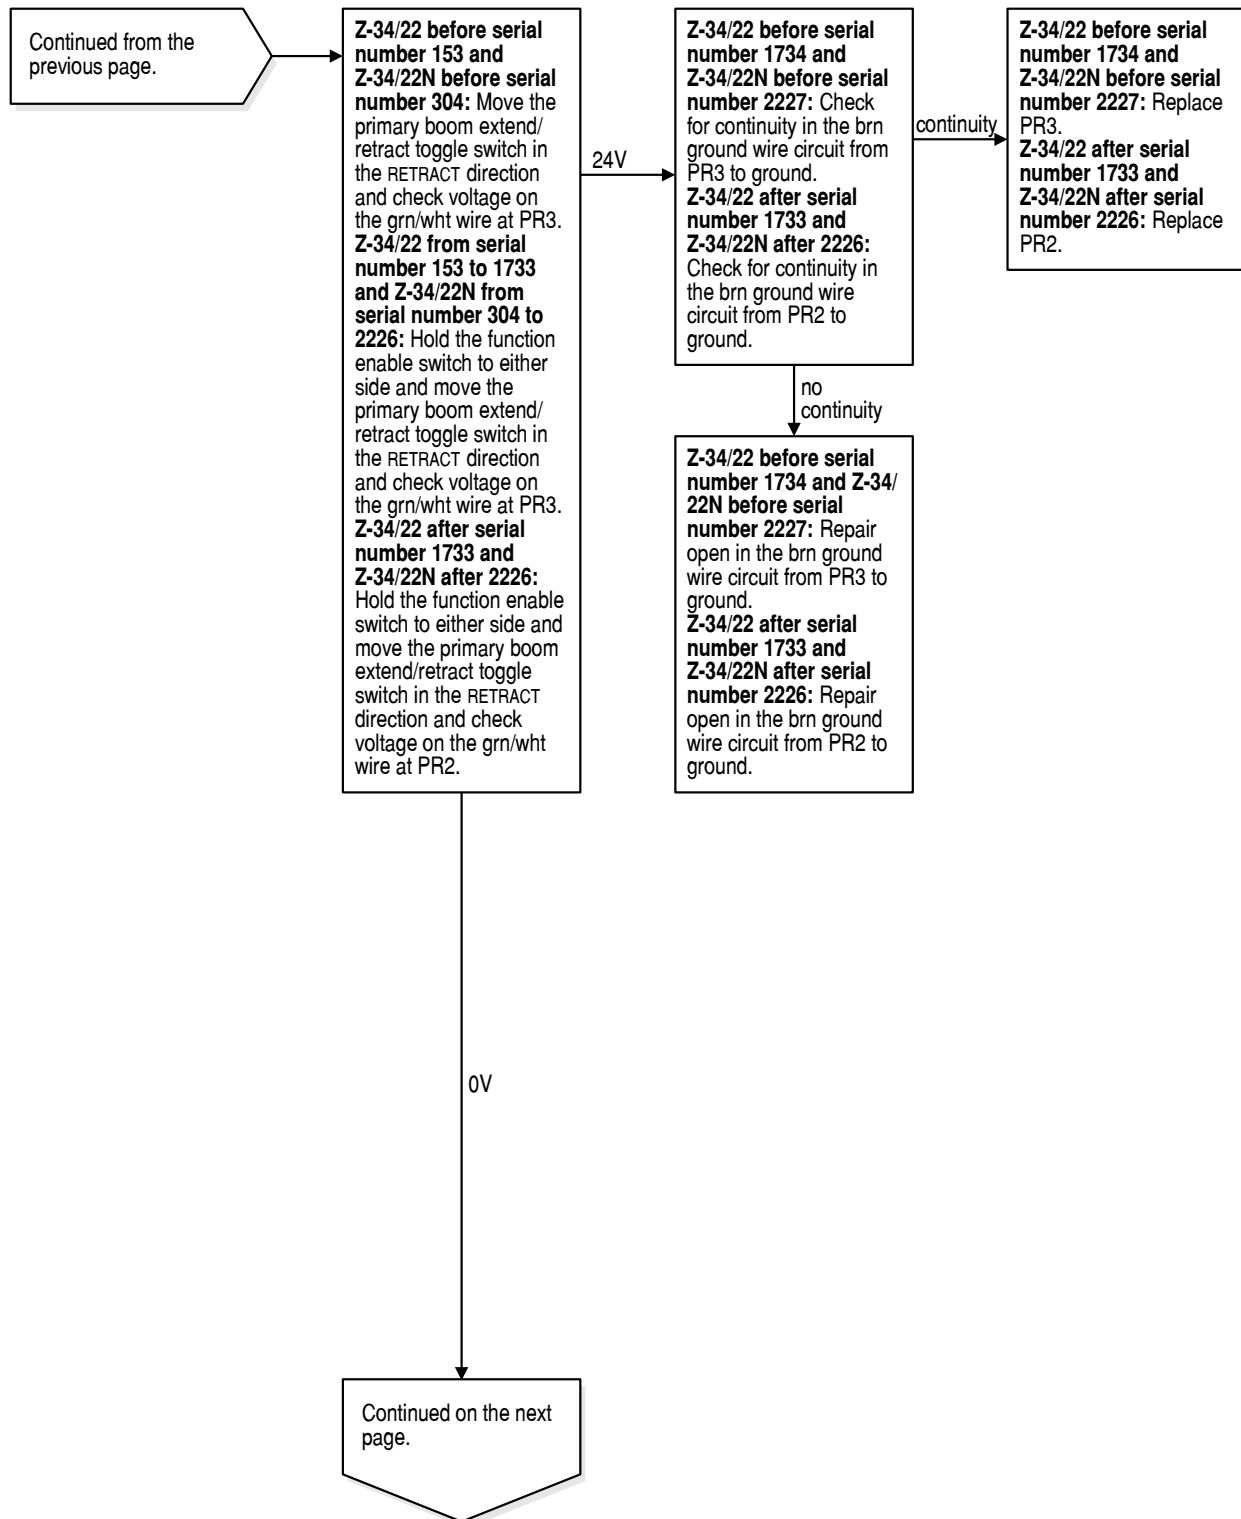 Continued from the
previous page.
Z-34/22 before serial
number 153 and
Z-34/22N before serial
number 304: Move the
primary boom extend/
retract toggle switch in
the RETRACT direction
and check voltage on
the grn/wht wire at PR3.
Z-34/22 from serial
number 153 to 1733
and Z-34/22N from
serial number 304 to
2226: Hold the function
enable switch to either
side and move the
primary boom extend/
retract toggle switch in
the RETRACT direction
and check voltage on
the grn/wht wire at PR3.
Z-34/22 after serial
number 1733 and
Z-34/22N after 2226:
Hold the function enable
switch to either side and
move the primary boom
extend/retract toggle
switch in the RETRACT
direction and check
voltage on the grn/wht
wire at PR2.
24V
Z-34/22 before serial
number 1734 and
Z-34/22N before serial
number 2227: Check
for continuity in the brn
ground wire circuit from
PR3 to ground.
Z-34/22 after serial
number 1733 and
Z-34/22N after 2226:
Check for continuity in
the brn ground wire
circuit from PR2 to
ground.
continuity
Z-34/22 before serial
number 1734 and
Z-34/22N before serial
number 2227: Replace
PR3.
Z-34/22 after serial
number 1733 and
Z-34/22N after serial
number 2226: Replace
PR2.
no
continuity
Z-34/22 before serial
number 1734 and Z-34/
22N before serial
number 2227: Repair
open in the brn ground
wire circuit from PR3 to
ground.
Z-34/22 after serial
number 1733 and
Z-34/22N after serial
number 2226: Repair
open in the brn ground
wire circuit from PR2 to
ground.
0V
Continued on the next
page.